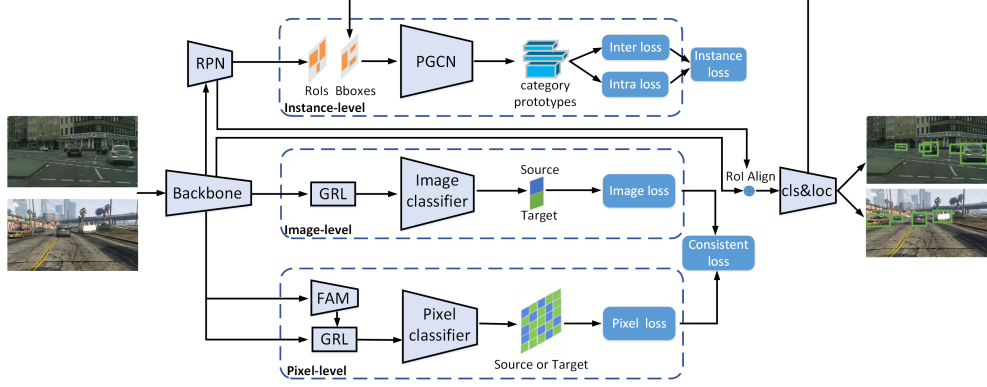 RPN
RoIs
Bboxes
PGCN
category
prototypes
Inter loss
Intra loss
Instance
loss
Instance-level
Backbone
GRL
Image
classifier
Source
Target
Image loss
RoI Align
cls&loc
Image-level
Consistent
loss
FAM
GRL
Pixel
classifier
Source or Target
Pixel loss
Pixel-level